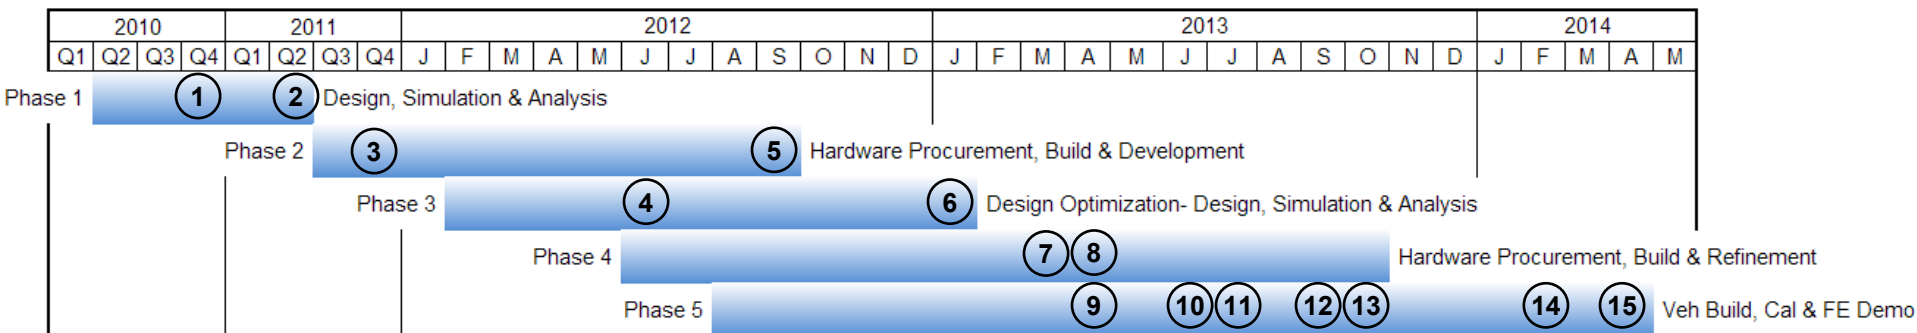 2010 2011 2012 2013 2014
Q1 Q2 Q3 Q4 Q1 Q2 Q3 Q4 J F M A M J J A S O N D J F M A M J J A S O N D J F M A M
Phase 1 1 2 Design, Simulation & Analysis
Phase 2 3 5 Hardware Procurement, Build & Development
Phase 3 4 6 Design Optimization- Design, Simulation & Analysis
Phase 4 7 8 Hardware Procurement, Build & Refinement
Phase 5 9 10 11 12 13 14 15 Veh Build, Cal & FE Demo